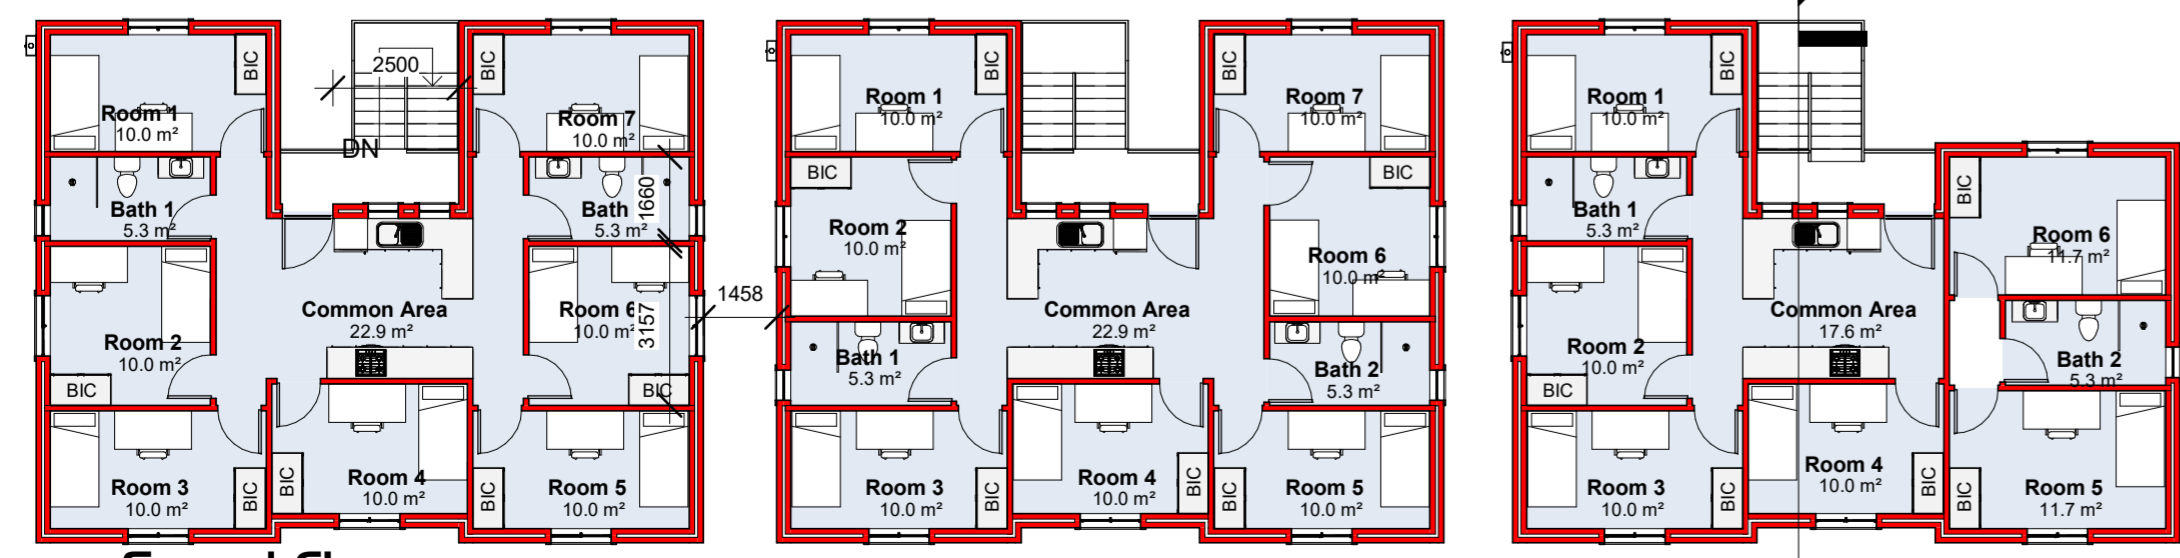 BIC
2500
BIC
Room 1
10.0 m²
Room 7
10.0 m²
DN
Bath 1
5.3 m²
Bath
5.3 m²
1660
Common Area
22.9 m²
Room 2
10.0 m²
Room 6
10.0 m²
3157
BIC
BIC
Room 3
10.0 m²
BIC
BIC
Room 4
10.0 m²
BIC
Room 5
10.0 m²
1458
BIC
BIC
Room 1
10.0 m²
Room 7
10.0 m²
BIC
BIC
Room 2
10.0 m²
Room 6
10.0 m²
Common Area
22.9 m²
Bath 1
5.3 m²
Bath 2
5.3 m²
Room 3
10.0 m²
BIC
Room 4
10.0 m²
BIC
BIC
Room 5
10.0 m²
BIC
Room 1
10.0 m²
BIC
Bath 1
5.3 m²
Room 6
11.7 m²
Common Area
17.6 m²
Room 2
10.0 m²
BIC
Bath 2
5.3 m²
Room 3
10.0 m²
BIC
Room 4
10.0 m²
BIC
BIC
Room 5
11.7 m²